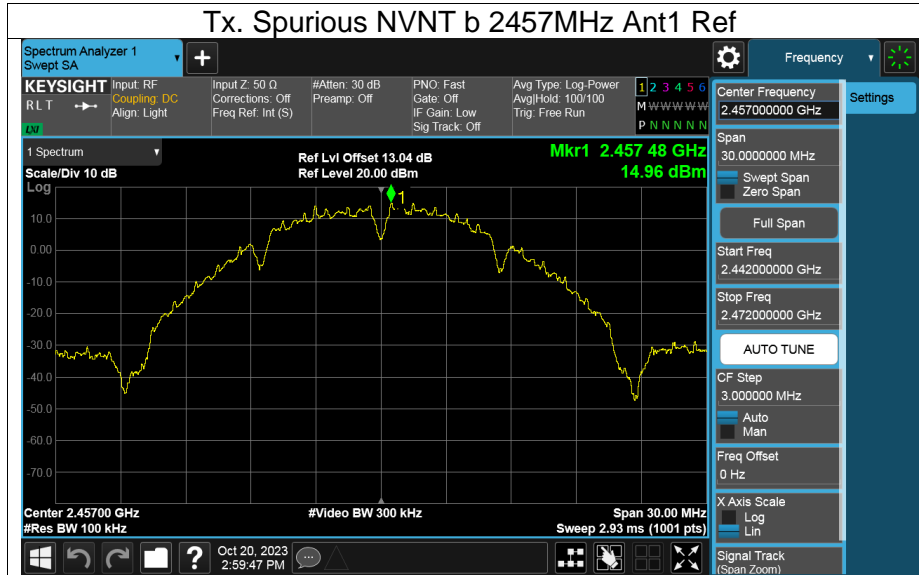 Tx. Spurious NVNT b 2457MHz Ant1 Ref
Spectrum Analyzer 1
Swept SA
+
Frequency
KEYSIGHT
RLT
LXI
Input: RF
Coupling: DC
Align: Light
Input Z: 50 Ω
Corrections: Off
Freq Ref: Int (S)
#Atten: 30 dB
Preamp: Off
PNO: Fast
Gate: Off
IF Gain: Low
Sig Track: Off
Avg Type: Log-Power
Avg|Hold: 100/100
Trig: Free Run
1 2 3 4 5 6
M W W W W W
P N N N N N
1 Spectrum
Scale/Div 10 dB
Log
Ref Lvl Offset 13.04 dB
Ref Level 20.00 dBm
Mkr1 2.457 48 GHz
14.96 dBm
1
10.0
0.00
-10.0
-20.0
-30.0
-40.0
-50.0
-60.0
-70.0
Center 2.45700 GHz
#Res BW 100 kHz
#Video BW 300 kHz
Span 30.00 MHz
Sweep 2.93 ms (1001 pts)
Center Frequency
2.457000000 GHz
Settings
Span
30.0000000 MHz
Swept Span
Zero Span
Full Span
Start Freq
2.442000000 GHz
Stop Freq
2.472000000 GHz
AUTO TUNE
CF Step
3.000000 MHz
Auto
Man
Freq Offset
0 Hz
X Axis Scale
Log
Lin
Signal Track
(Span Zoom)
?
Oct 20, 2023
2:59:47 PM